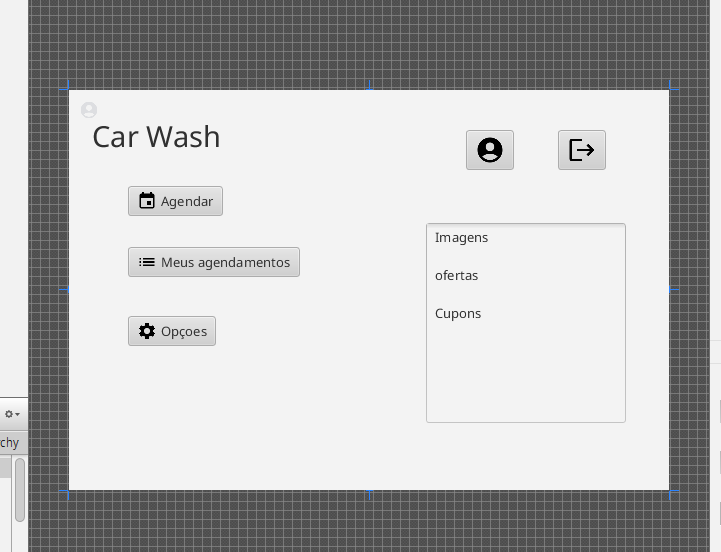 Car Wash
Agendar
Meus agendamentos
Opçoes
Imagens
ofertas
Cupons
chy